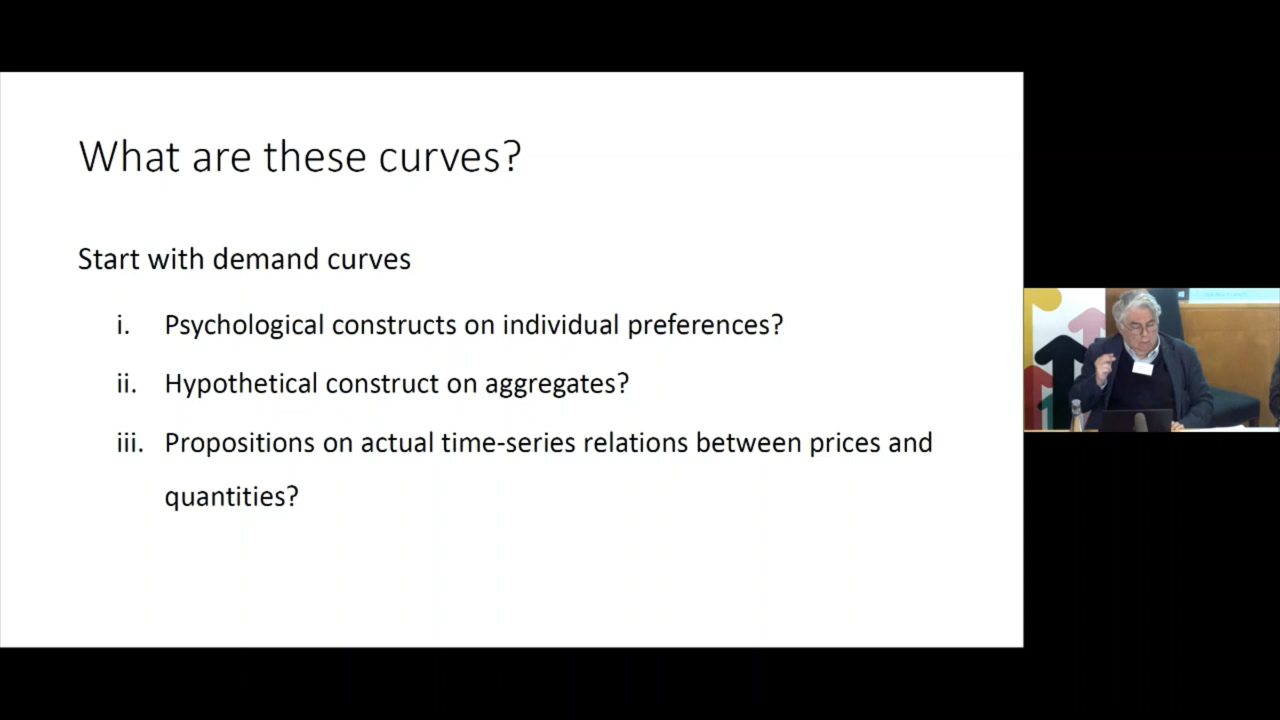 What are these curves?
Start with demand curves
i. Psychological constructs on individual preferences?
ii. Hypothetical construct on aggregates?
iii. Propositions on actual time-series relations between prices and
quantities?